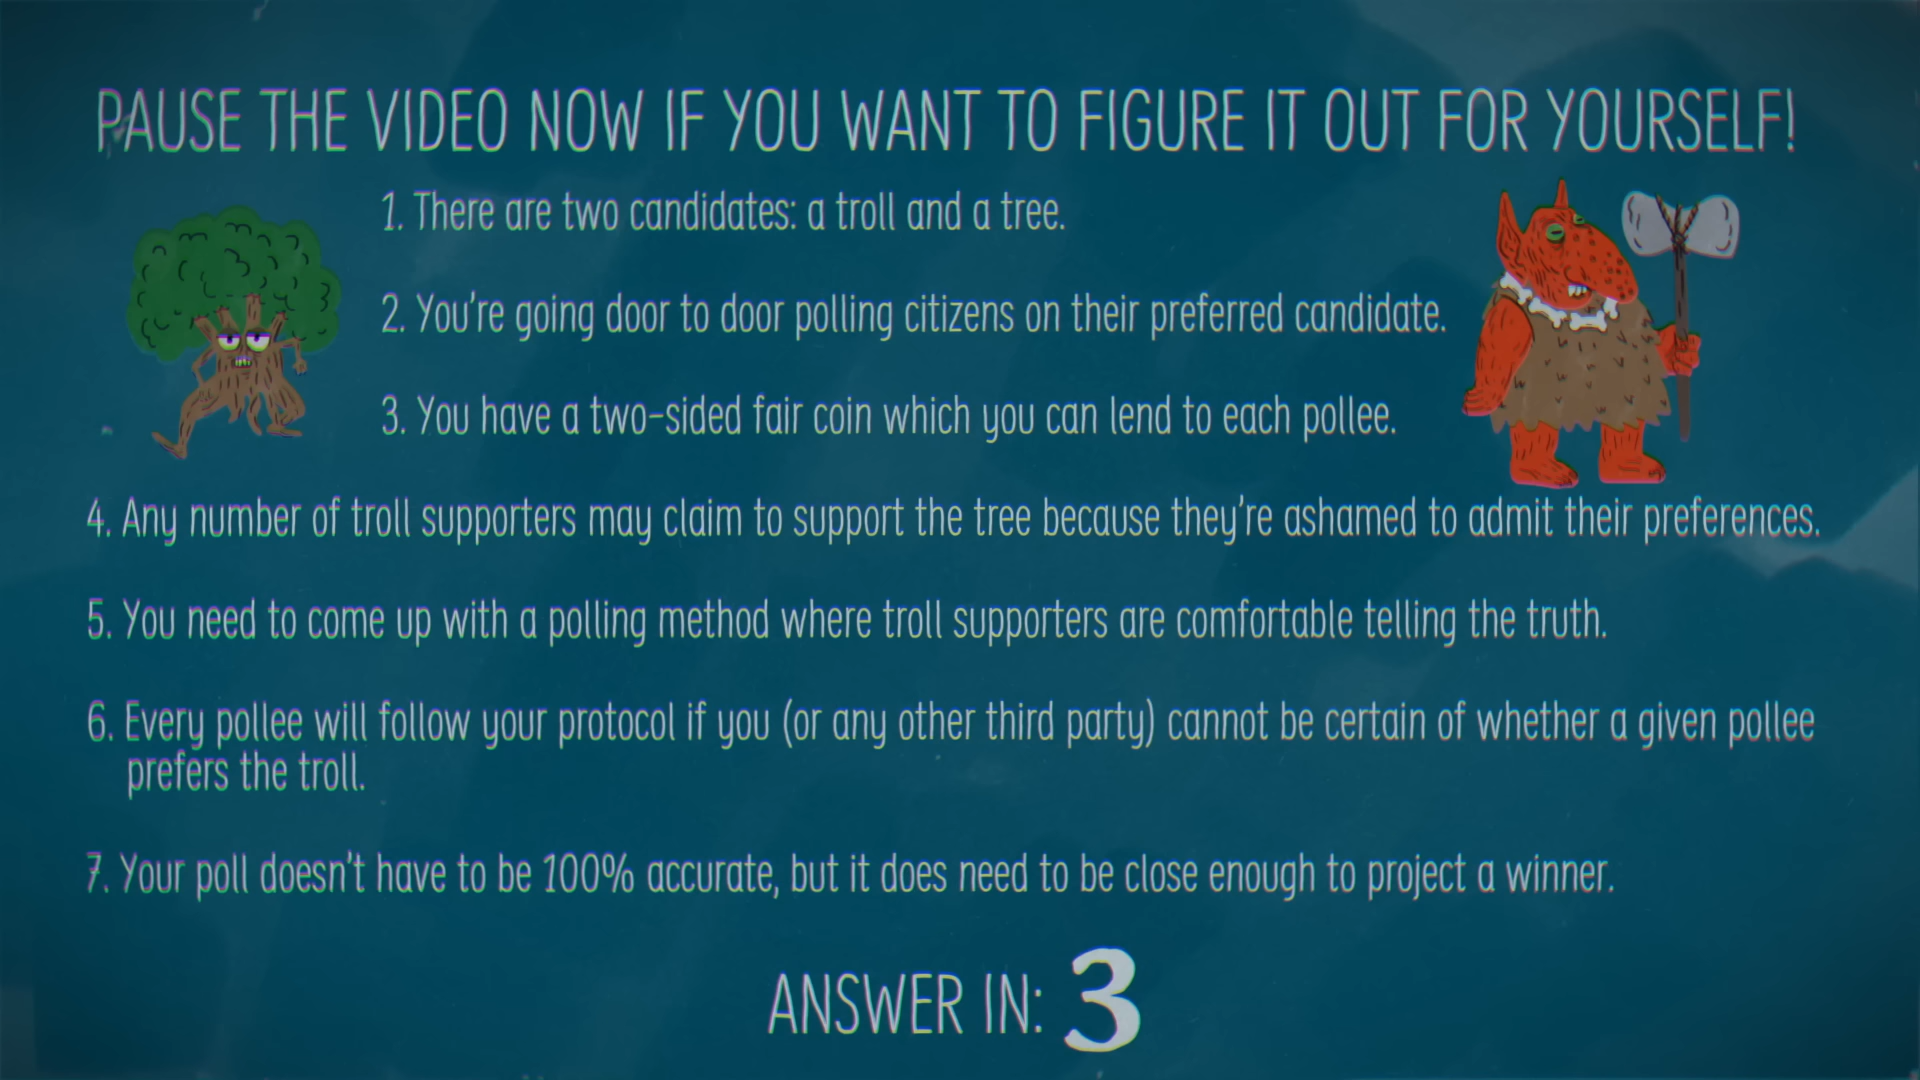 PAUSE THE VIDEO NOW IF YOU WANT TO FIGURE IT OUT FOR YOURSELF!
1. There are two candidates: a troll and a tree.
2. You're going door to door polling citizens on their preferred candidate.
3. You have a two-sided fair coin which you can lend to each pollee.
4. Any number of troll supporters may claim to support the tree because they're ashamed to admit their preferences.
5. You need to come up with a polling method where troll supporters are comfortable telling the truth.
6. Every pollee will follow your protocol if you (or any other third party) cannot be certain of whether a given pollee
prefers the troll.
7. Your poll doesn't have to be 100% accurate, but it does need to be close enough to project a winner.
ANSWER IN: 3